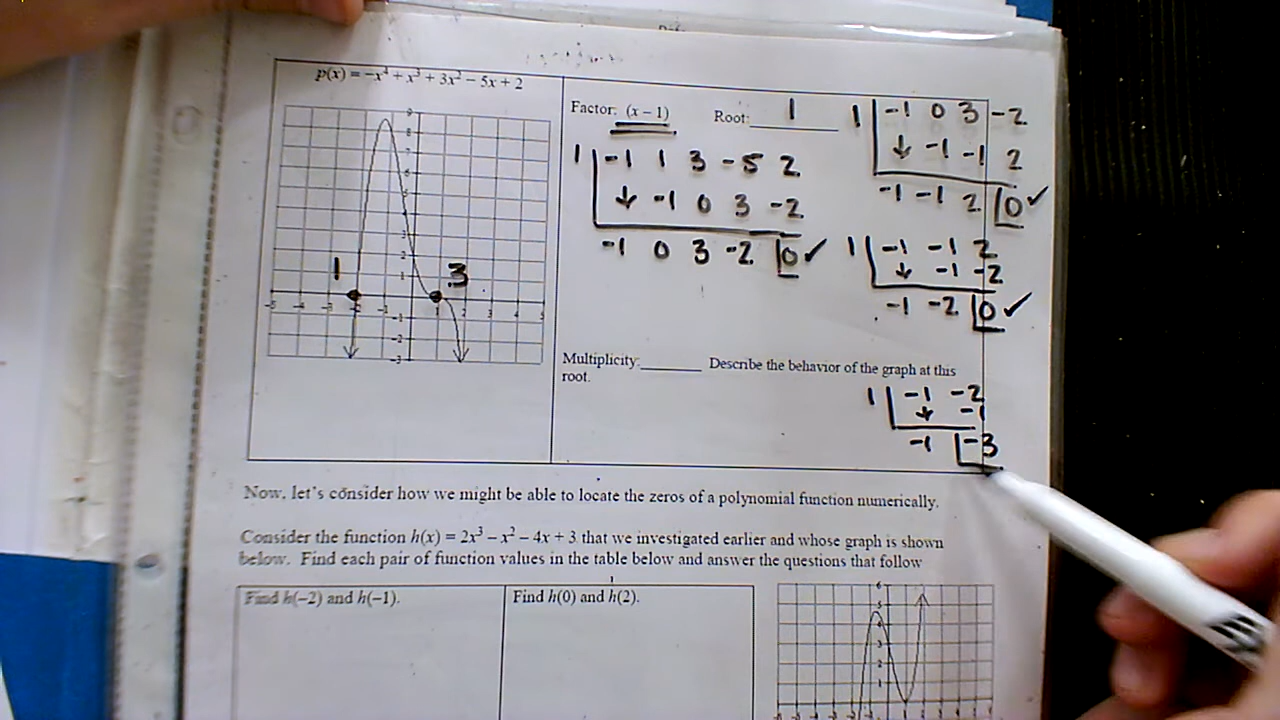 p(x) = -x⁴ + x³ + 3x² - 5x + 2
Factor: (x - 1) Root: 1
1 -1 1 3 -5 2
↓ -1 0 3 -2
-1 0 3 -2 0 ✓
1 -1 0 3 -2
↓ -1 -1 2
-1 -1 2 0 ✓
1 -1 -1 2
↓ -1 -2
-1 -2 0 ✓
1 3
Multiplicity: ______ Describe the behavior of the graph at this
root.
1 -1 -2
↓ -1
-1 -3
Now, let's consider how we might be able to locate the zeros of a polynomial function numerically.
Consider the function h(x) = 2x³ - x² - 4x + 3 that we investigated earlier and whose graph is shown
below. Find each pair of function values in the table below and answer the questions that follow
Find h(-2) and h(-1).
Find h(0) and h(2).